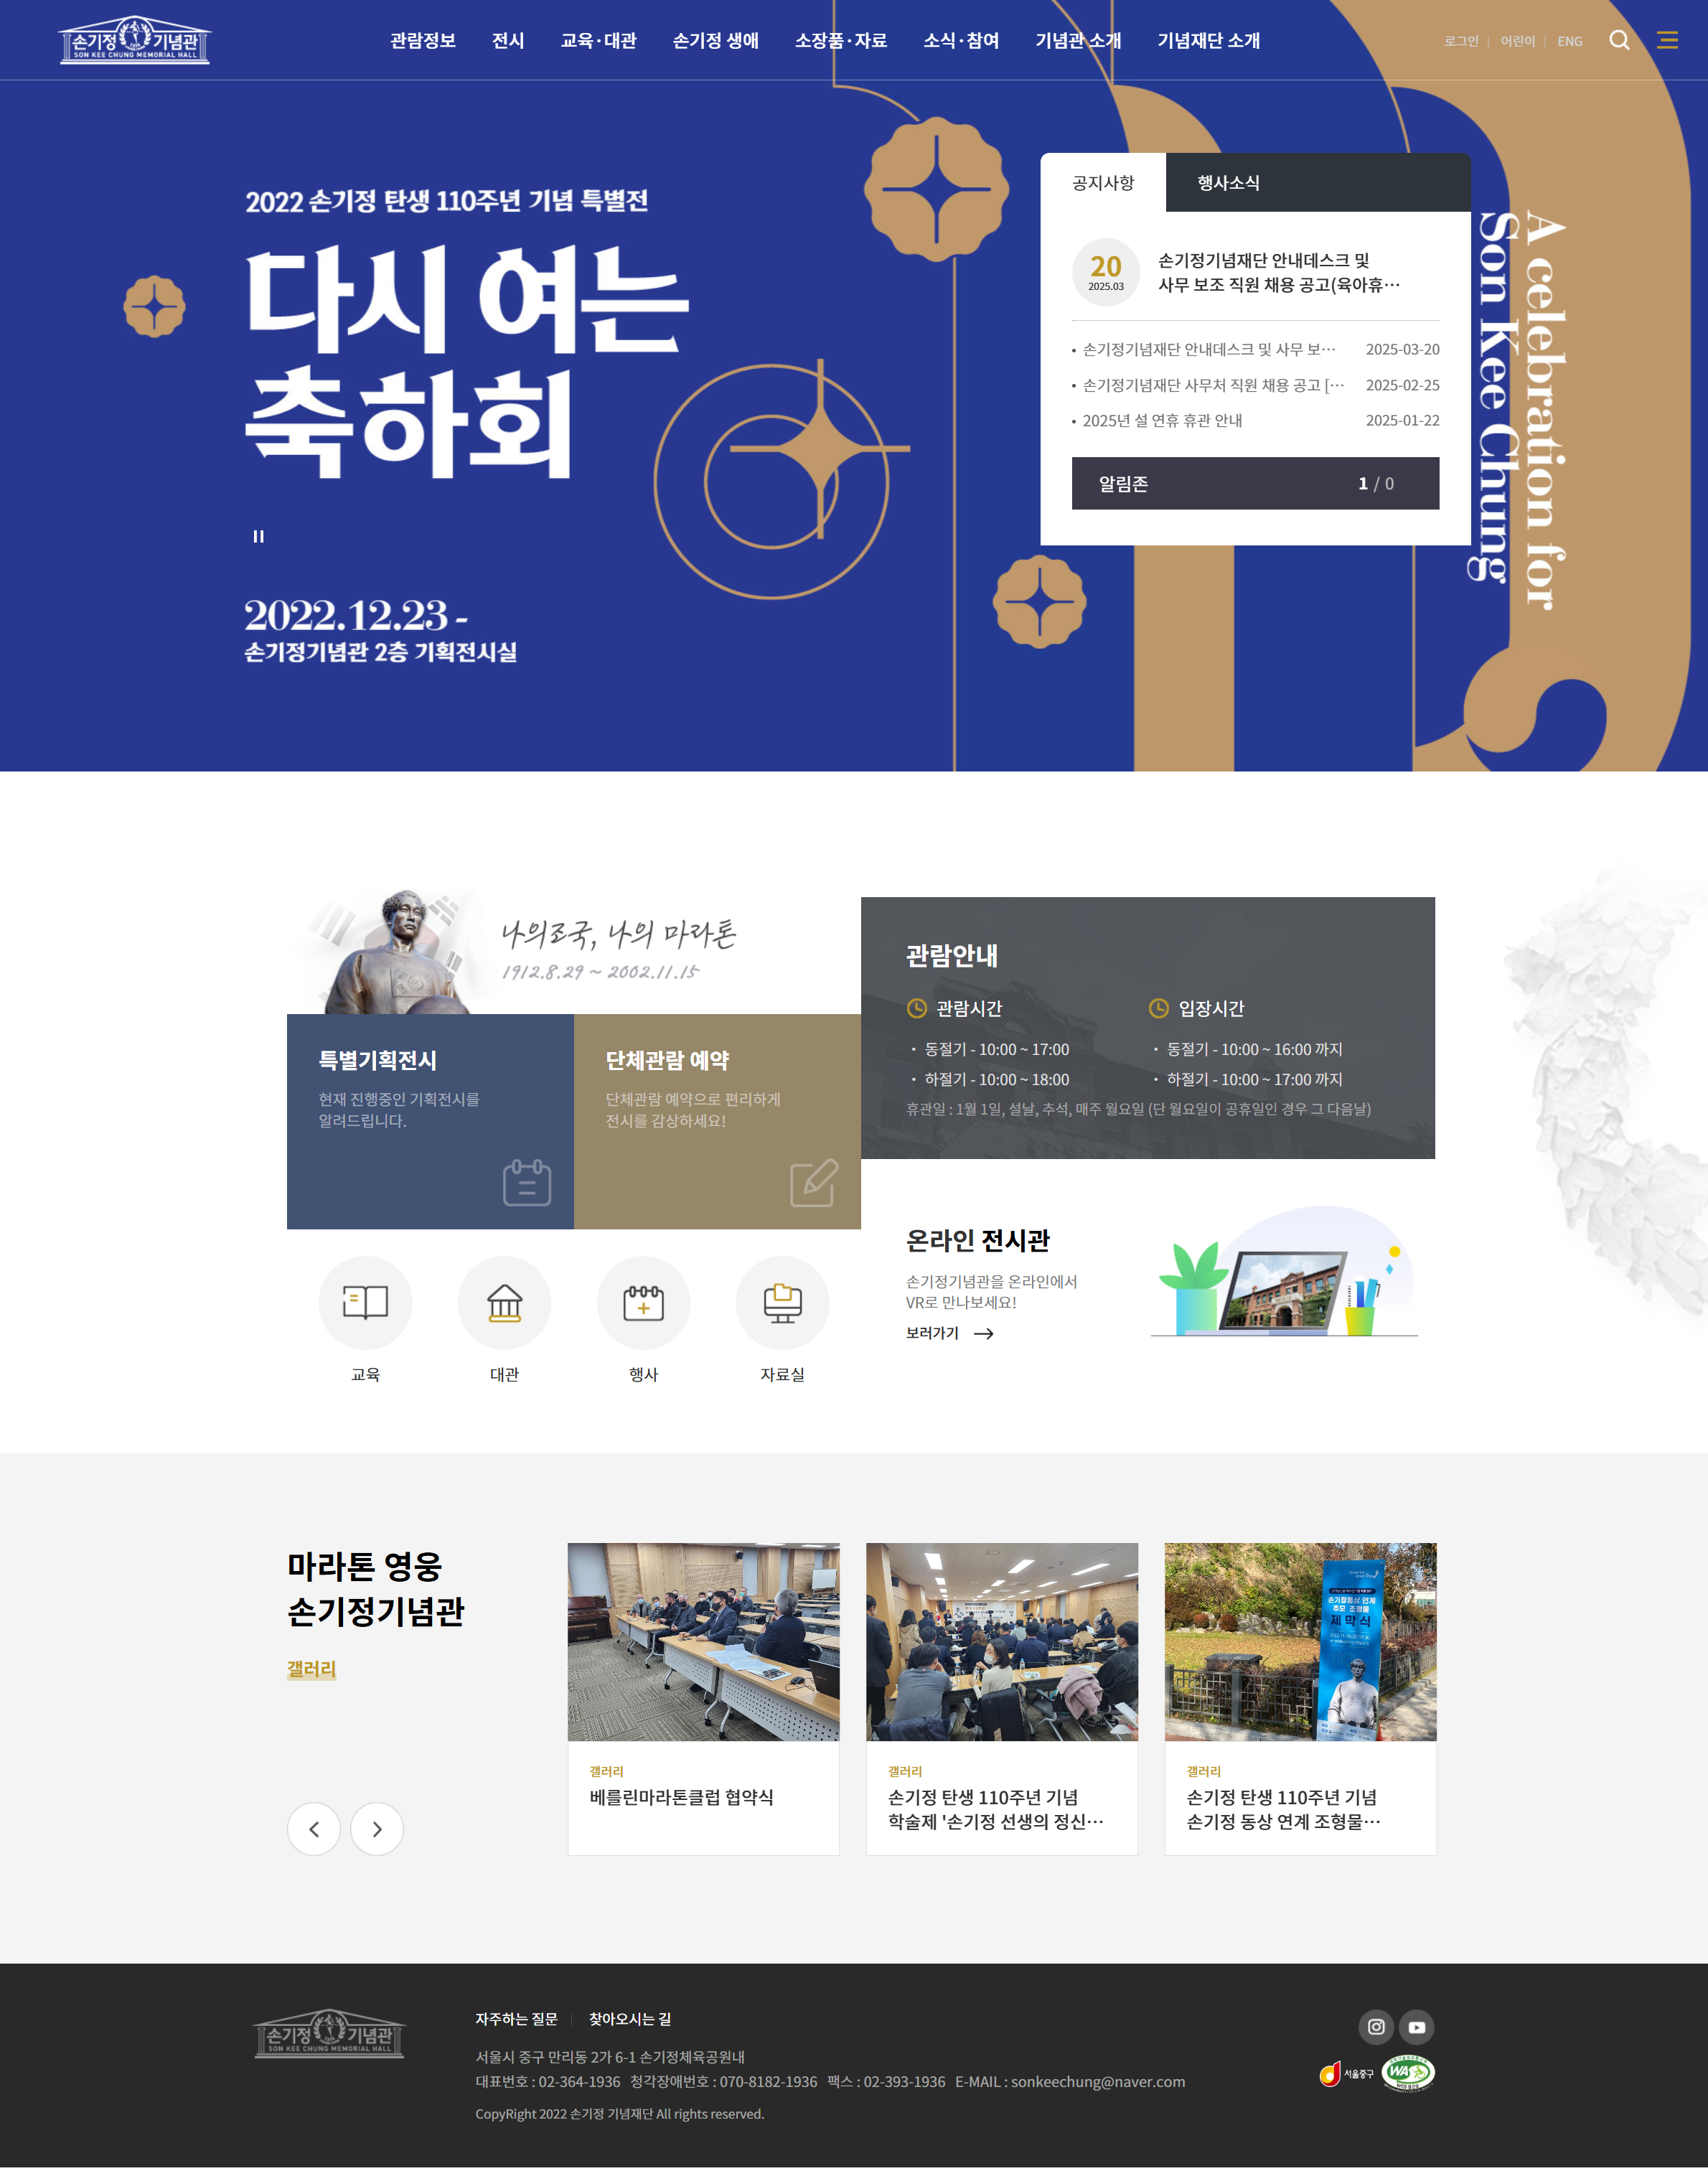 손기정 기념관
SON KEE CHUNG MEMORIAL HALL
관람정보 전시 교육·대관 손기정 생애 소장품·자료 소식·참여 기념관 소개 기념재단 소개
로그인 어린이 ENG
2022 손기정 탄생 110주년 기념 특별전
다시 여는
축하회
2022.12.23 -
손기정기념관 2층 기획전시실
공지사항 행사소식
20
2025.03
손기정기념재단 안내데스크 및
사무 보조 직원 채용 공고(육아휴···
손기정기념재단 안내데스크 및 사무 보··· 2025-03-20
손기정기념재단 사무처 직원 채용 공고 [··· 2025-02-25
2025년 설 연휴 휴관 안내 2025-01-22
알림존 1 / 0
A celebration for
Son Kee Chung
나의조국, 나의 마라톤
1912.8.29 ~ 2002.11.15
특별기획전시
현재 진행중인 기획전시를
알려드립니다.
단체관람 예약
단체관람 예약으로 편리하게
전시를 감상하세요!
관람안내
관람시간
· 동절기 - 10:00 ~ 17:00
· 하절기 - 10:00 ~ 18:00
입장시간
· 동절기 - 10:00 ~ 16:00 까지
· 하절기 - 10:00 ~ 17:00 까지
휴관일 : 1월 1일, 설날, 추석, 매주 월요일 (단 월요일이 공휴일인 경우 그 다음날)
교육 대관 행사 자료실
온라인 전시관
손기정기념관을 온라인에서
VR로 만나보세요!
보러가기
마라톤 영웅
손기정기념관
갤러리
갤러리
베를린마라톤클럽 협약식
갤러리
손기정 탄생 110주년 기념
학술제 '손기정 선생의 정신···
손기정동상 연계
추모 조형물
제막식
갤러리
손기정 탄생 110주년 기념
손기정 동상 연계 조형물···
손기정 기념관
SON KEE CHUNG MEMORIAL HALL
자주하는 질문 찾아오시는 길
서울시 중구 만리동 2가 6-1 손기정체육공원내
대표번호 : 02-364-1936 청각장애번호 : 070-8182-1936 팩스 : 02-393-1936 E-MAIL : sonkeechung@naver.com
CopyRight 2022 손기정 기념재단 All rights reserved.
서울중구
WA